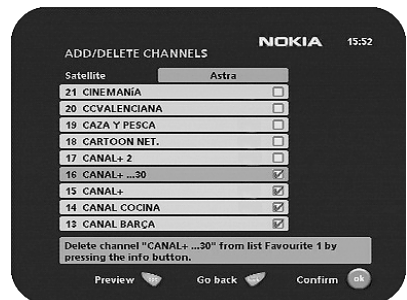 NOKIA 15:52
ADD/DELETE CHANNELS
Satellite Astra
21 CINEMANÍA
20 CCVALENCIANA
19 CAZA Y PESCA
18 CARTOON NET.
17 CANAL+ 2
16 CANAL+ ...30
15 CANAL+
14 CANAL COCINA
13 CANAL BARÇA
Delete channel "CANAL+ ...30" from list Favourite 1 by
pressing the info button.
Preview Go back Confirm ok